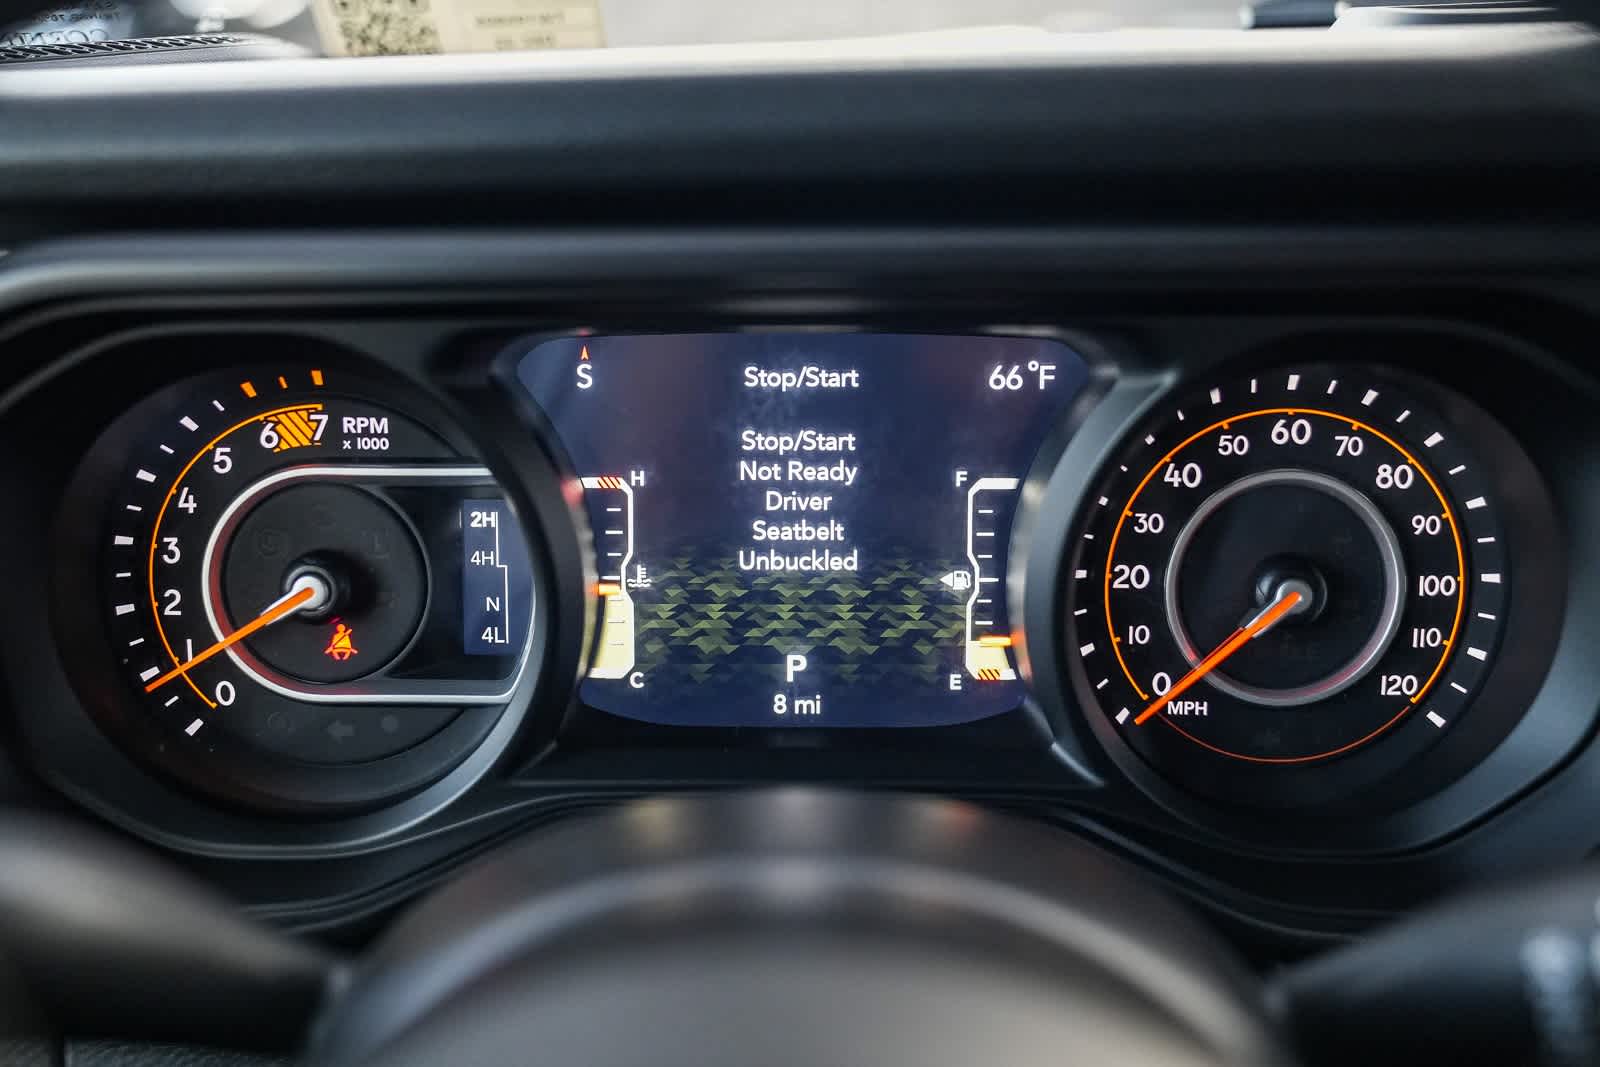 S
Stop/Start
66°F
Stop/Start
Not Ready
Driver
Seatbelt
Unbuckled
H
C
F
E
P
8 mi
RPM
x 1000
0
1
2
3
4
5
6
7
2H
4H
N
4L
0
10
20
30
40
50
60
70
80
90
100
110
120
MPH